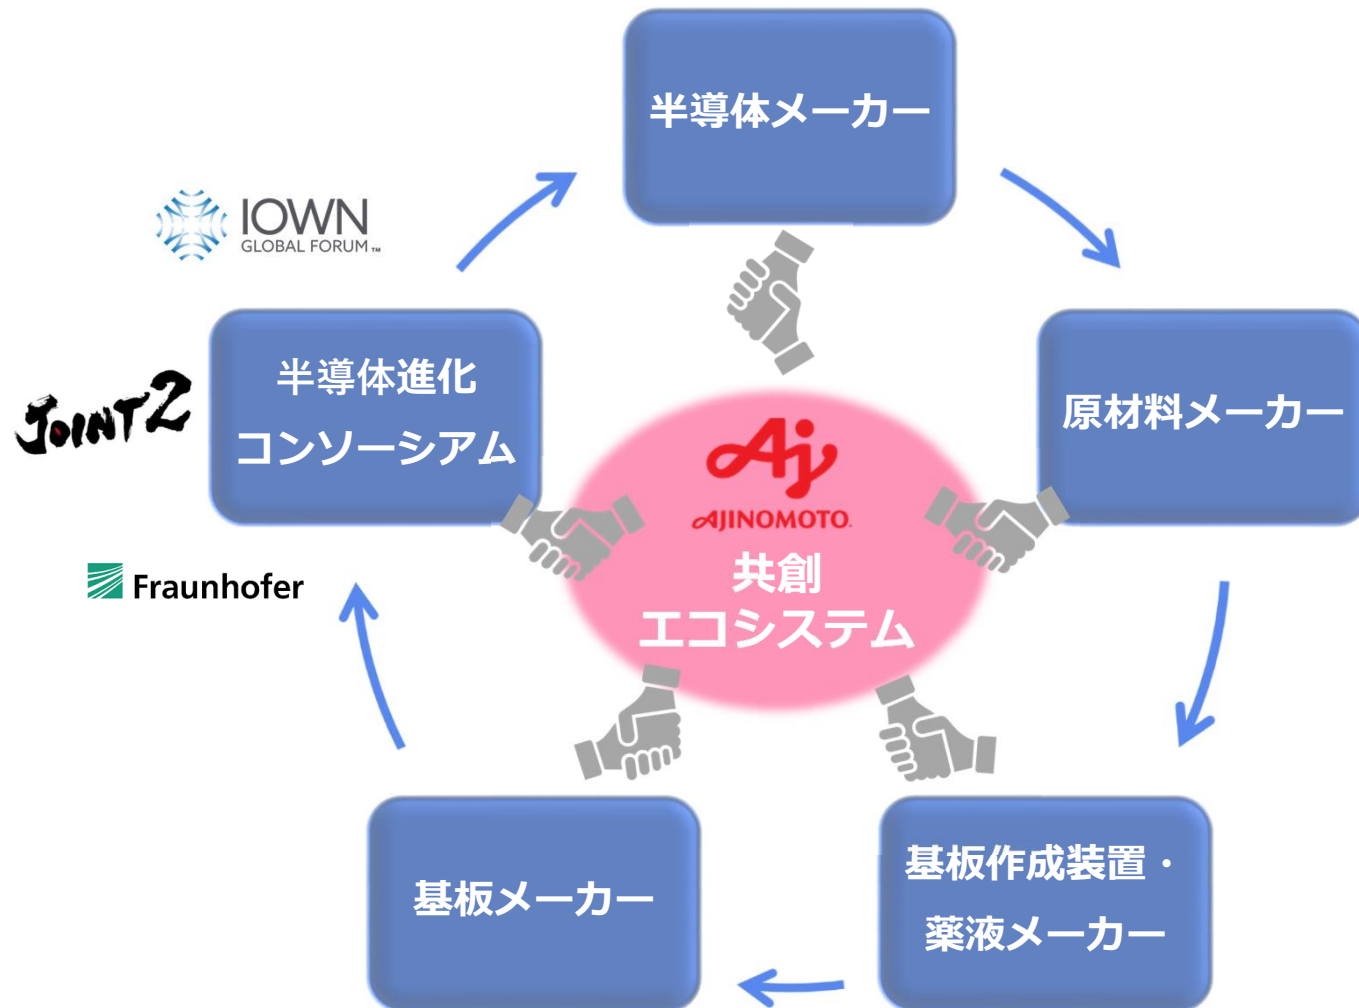 半導体メーカー
IOWN
GLOBAL FORUM™
半導体進化
コンソーシアム
JOINT2
原材料メーカー
Aj
AJINOMOTO.
共創
エコシステム
Fraunhofer
基板メーカー
基板作成装置・
薬液メーカー